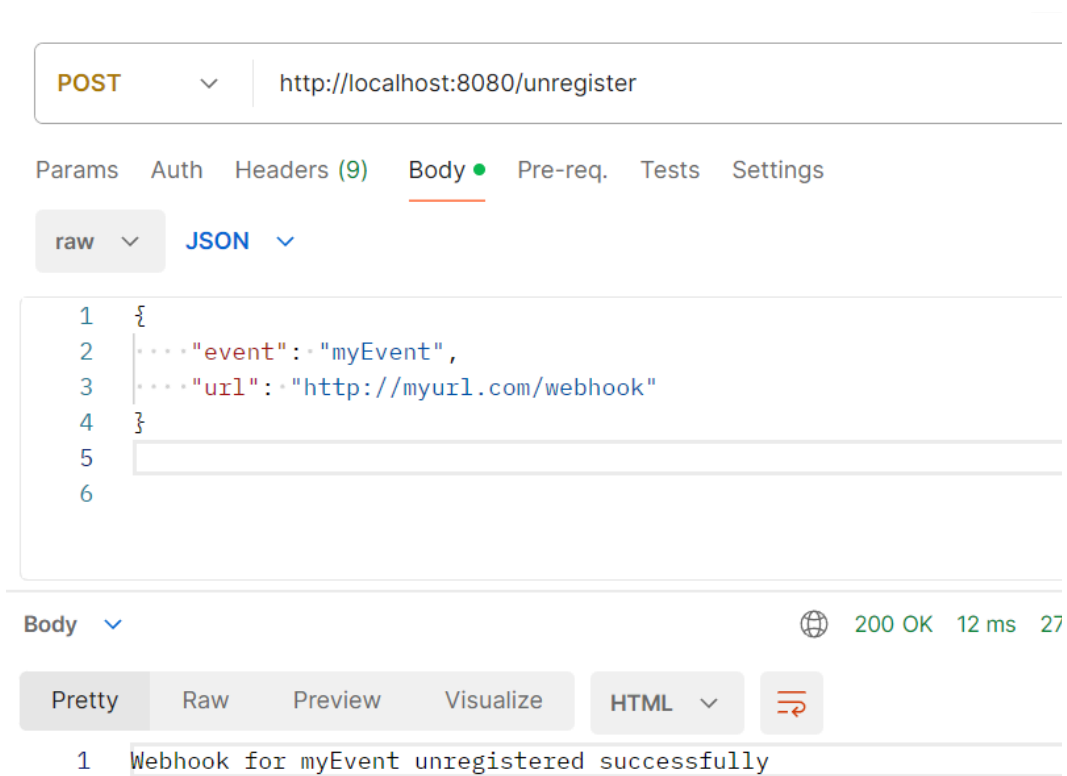 POST http://localhost:8080/unregister
Params Auth Headers (9) Body Pre-req. Tests Settings
raw JSON
1 {
2 ····"event":·"myEvent",
3 ····"url":·"http://myurl.com/webhook"
4 }
5
6
Body 200 OK 12 ms 27
Pretty Raw Preview Visualize HTML
1 Webhook for myEvent unregistered successfully